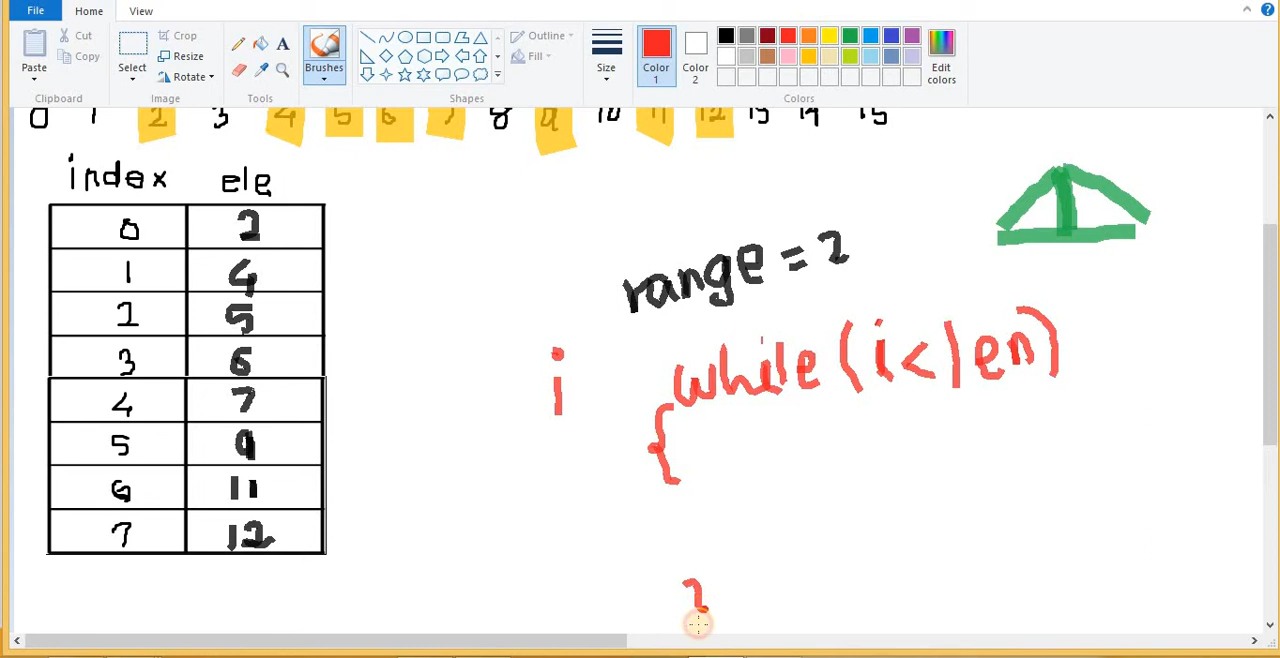 File Home View
Paste Cut Copy Clipboard
Select Crop Resize Rotate Image
Tools
Brushes
Outline Fill Shapes
Size
Color 1 Color 2 Edit colors Colors
0 1 2 3 4 5 6 7 8 9 10 11 12 13 14 15
index ele
0 2
1 4
2 5
3 6
4 7
5 9
6 11
7 12
range = 2
i while (i < len)
{